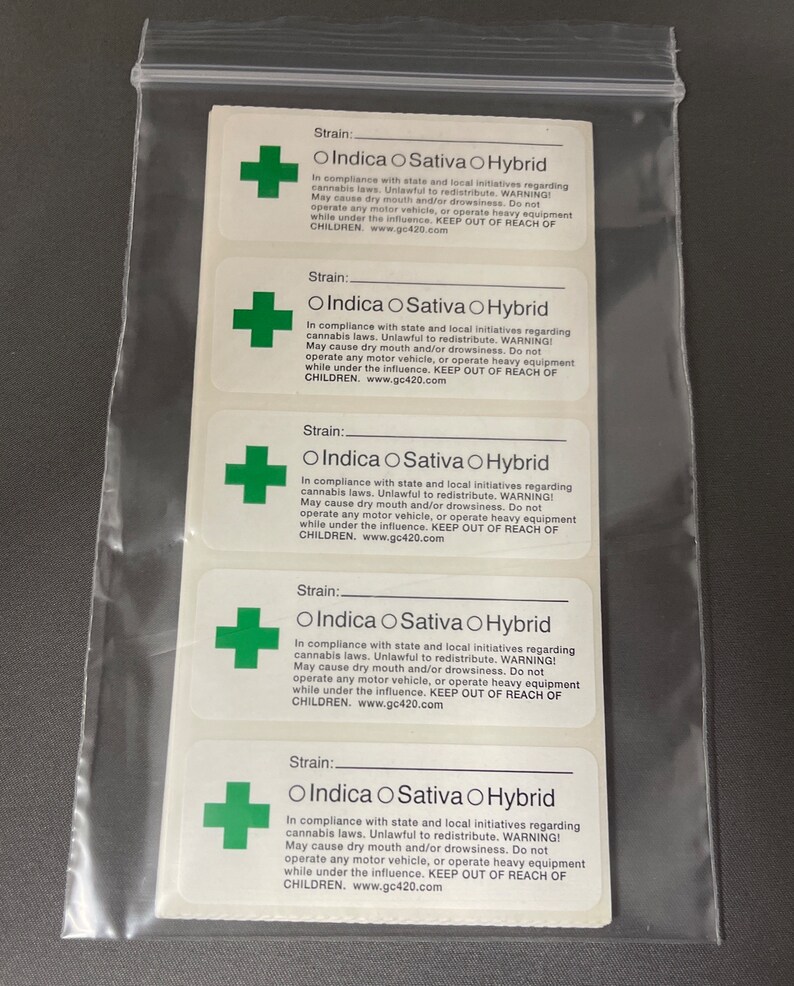 Strain:
Indica Sativa Hybrid
In compliance with state and local initiatives regarding
cannabis laws. Unlawful to redistribute. WARNING!
May cause dry mouth and/or drowsiness. Do not
operate any motor vehicle, or operate heavy equipment
while under the influence. KEEP OUT OF REACH OF
CHILDREN. www.gc420.com
Strain:
Indica Sativa Hybrid
In compliance with state and local initiatives regarding
cannabis laws. Unlawful to redistribute. WARNING!
May cause dry mouth and/or drowsiness. Do not
operate any motor vehicle, or operate heavy equipment
while under the influence. KEEP OUT OF REACH OF
CHILDREN. www.gc420.com
Strain:
Indica Sativa Hybrid
In compliance with state and local initiatives regarding
cannabis laws. Unlawful to redistribute. WARNING!
May cause dry mouth and/or drowsiness. Do not
operate any motor vehicle, or operate heavy equipment
while under the influence. KEEP OUT OF REACH OF
CHILDREN. www.gc420.com
Strain:
Indica Sativa Hybrid
In compliance with state and local initiatives regarding
cannabis laws. Unlawful to redistribute. WARNING!
May cause dry mouth and/or drowsiness. Do not
operate any motor vehicle, or operate heavy equipment
while under the influence. KEEP OUT OF REACH OF
CHILDREN. www.gc420.com
Strain:
Indica Sativa Hybrid
In compliance with state and local initiatives regarding
cannabis laws. Unlawful to redistribute. WARNING!
May cause dry mouth and/or drowsiness. Do not
operate any motor vehicle, or operate heavy equipment
while under the influence. KEEP OUT OF REACH OF
CHILDREN. www.gc420.com